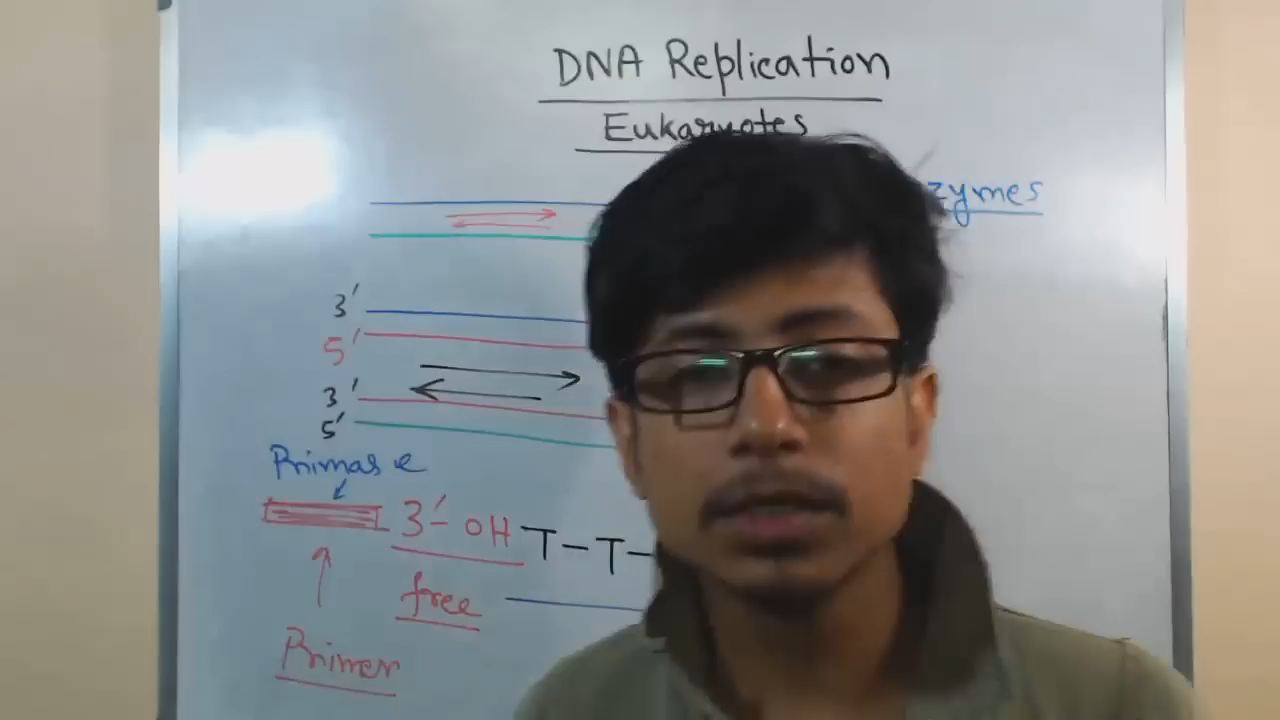 DNA Replication
Eukaryotes
zymes
3'
5'
3'
5'
Primase
3'-OH T-T-
free
Primer